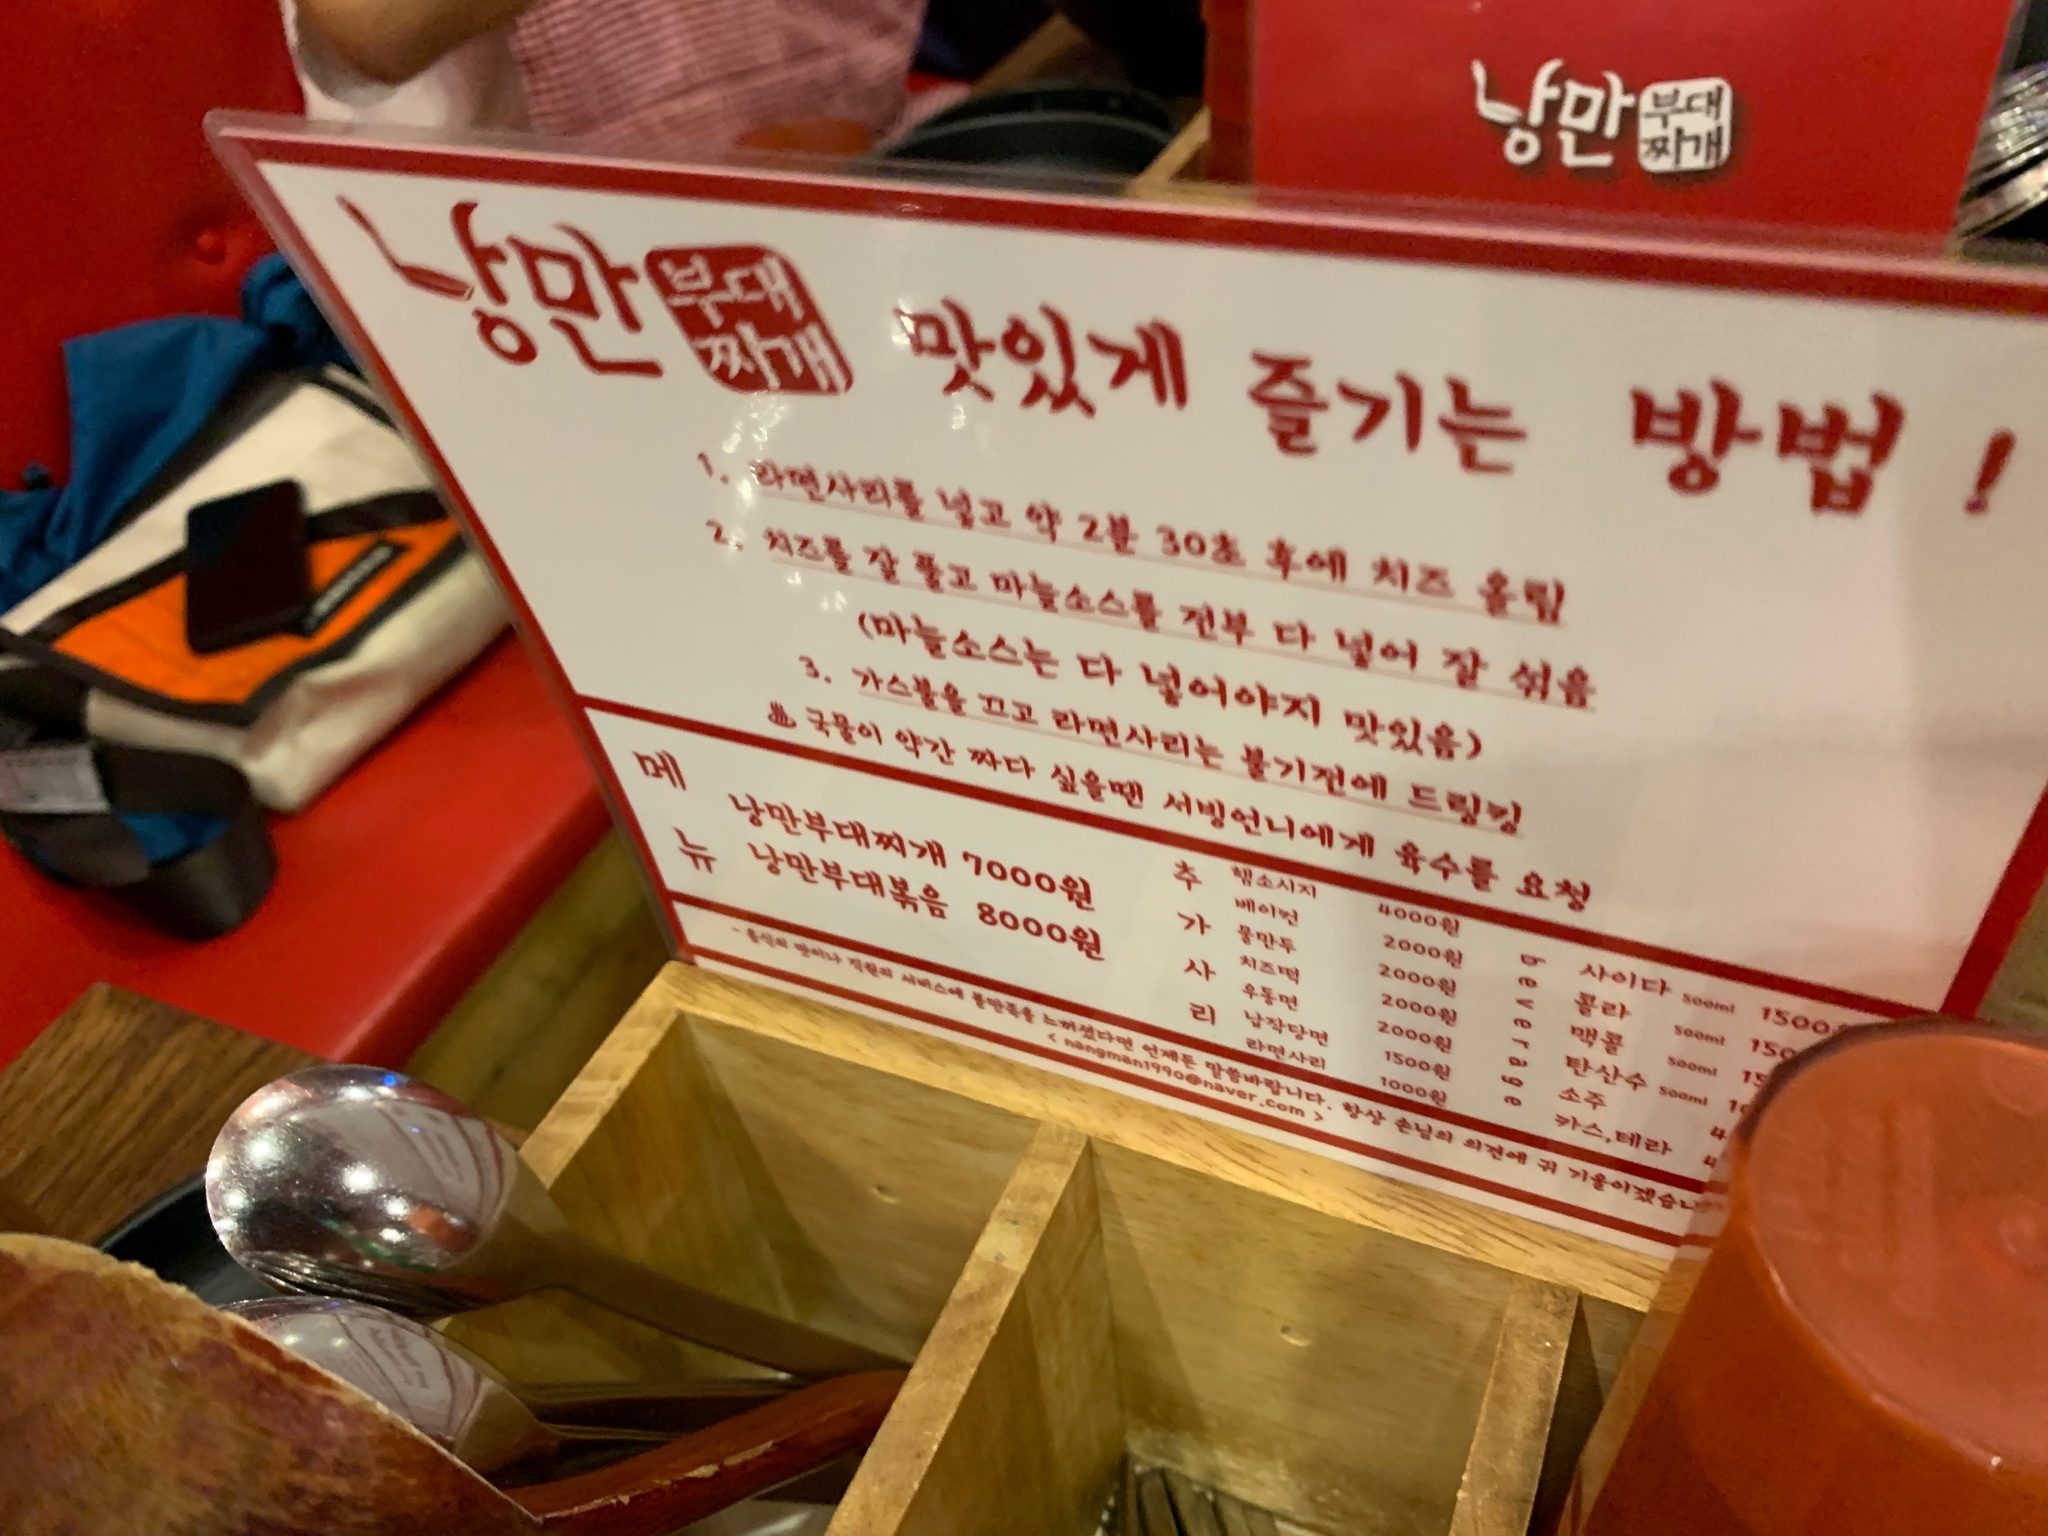 낭만 부대찌개
낭만 부대찌개 맛있게 즐기는 방법 !
1. 라면사리를 넣고 약 2분 30초 후에 치즈 올림
2. 치즈를 잘 풀고 마늘소스를 전부 다 넣어 잘 섞음
(마늘소스는 다 넣어야지 맛있음)
3. 가스불을 끄고 라면사리는 불기전에 드링킹
♨ 국물이 약간 짜다 싶을땐 서빙언니에게 육수를 요청
메뉴
낭만부대찌개 7000원
낭만부대볶음 8000원
추가사리
햄소시지 4000원
베이컨 2000원
물만두 2000원
치즈떡 2000원
우동면 2000원
납작당면 1500원
라면사리 1000원
beverage
사이다 500ml 1500
콜라 500ml 150
맥콜 500ml 15
탄산수 500ml 10
소주 4
카스,테라 4
- 음식의 맛이나 직원의 서비스에 불만족을 느끼셨다면 언제든 말씀바랍니다. 항상 손님의 의견에 귀 기울이겠습니
< nangman1990@naver.com >